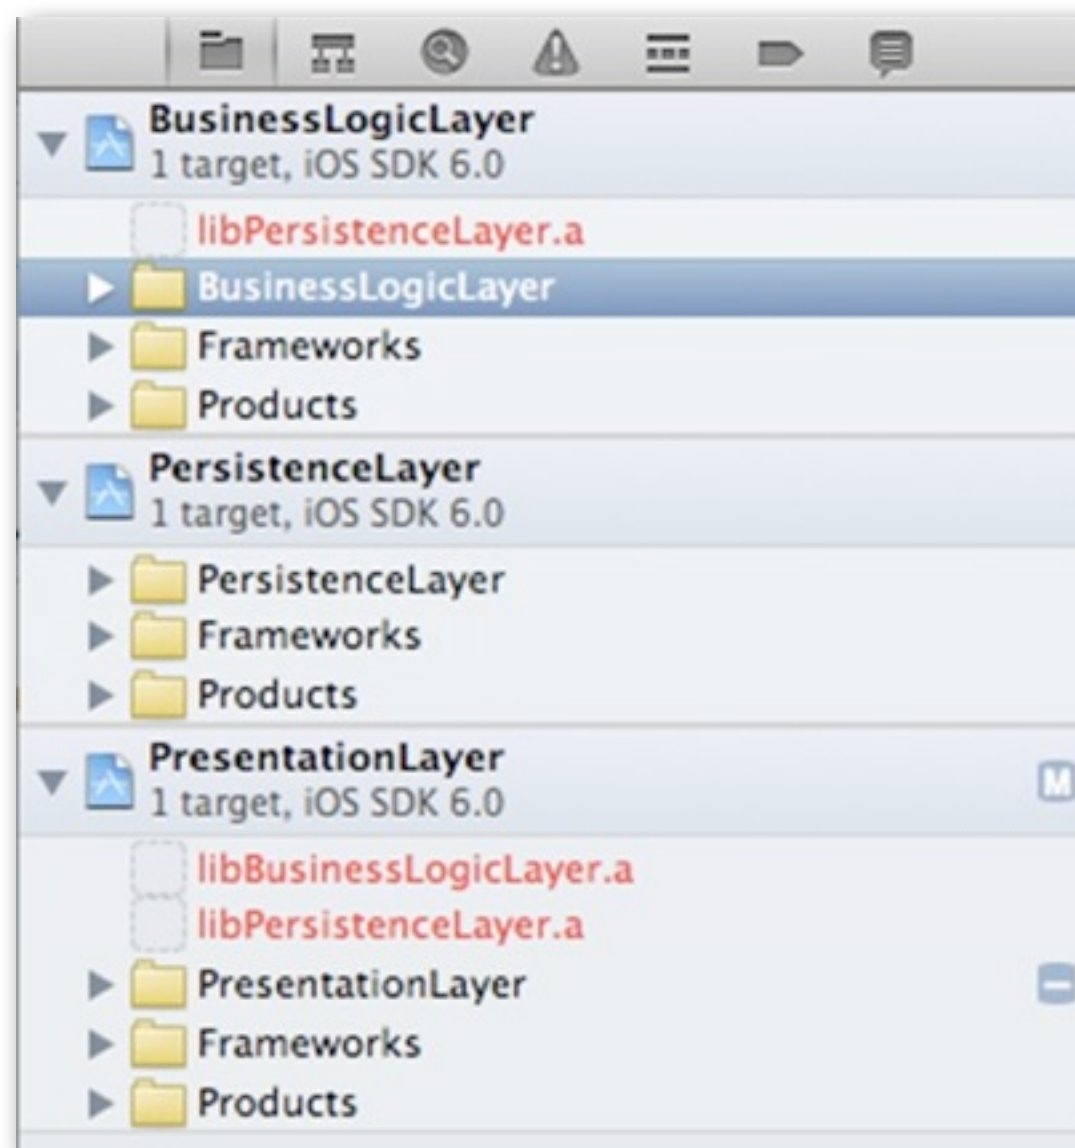 BusinessLogicLayer
1 target, iOS SDK 6.0
libPersistenceLayer.a
BusinessLogicLayer
Frameworks
Products
PersistenceLayer
1 target, iOS SDK 6.0
PersistenceLayer
Frameworks
Products
PresentationLayer
1 target, iOS SDK 6.0
M
libBusinessLogicLayer.a
libPersistenceLayer.a
PresentationLayer
Frameworks
Products